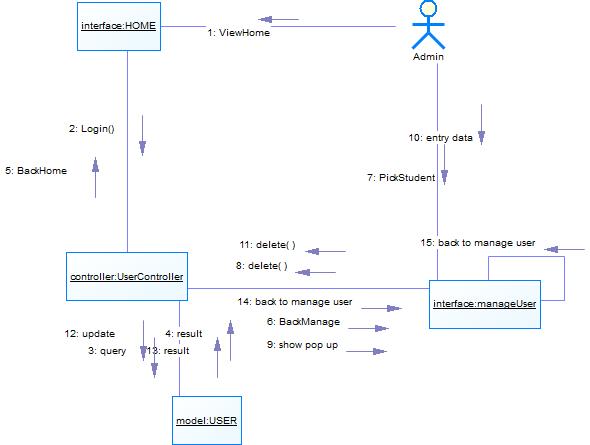 interface:HOME
1: ViewHome
Admin
2: Login()
10: entry data
5: BackHome
7: PickStudent
11: delete( )
15: back to manage user
8: delete( )
controller:UserController
14: back to manage user
interface:manageUser
6: BackManage
12: update
4: result
9: show pop up
3: query
13: result
model:USER